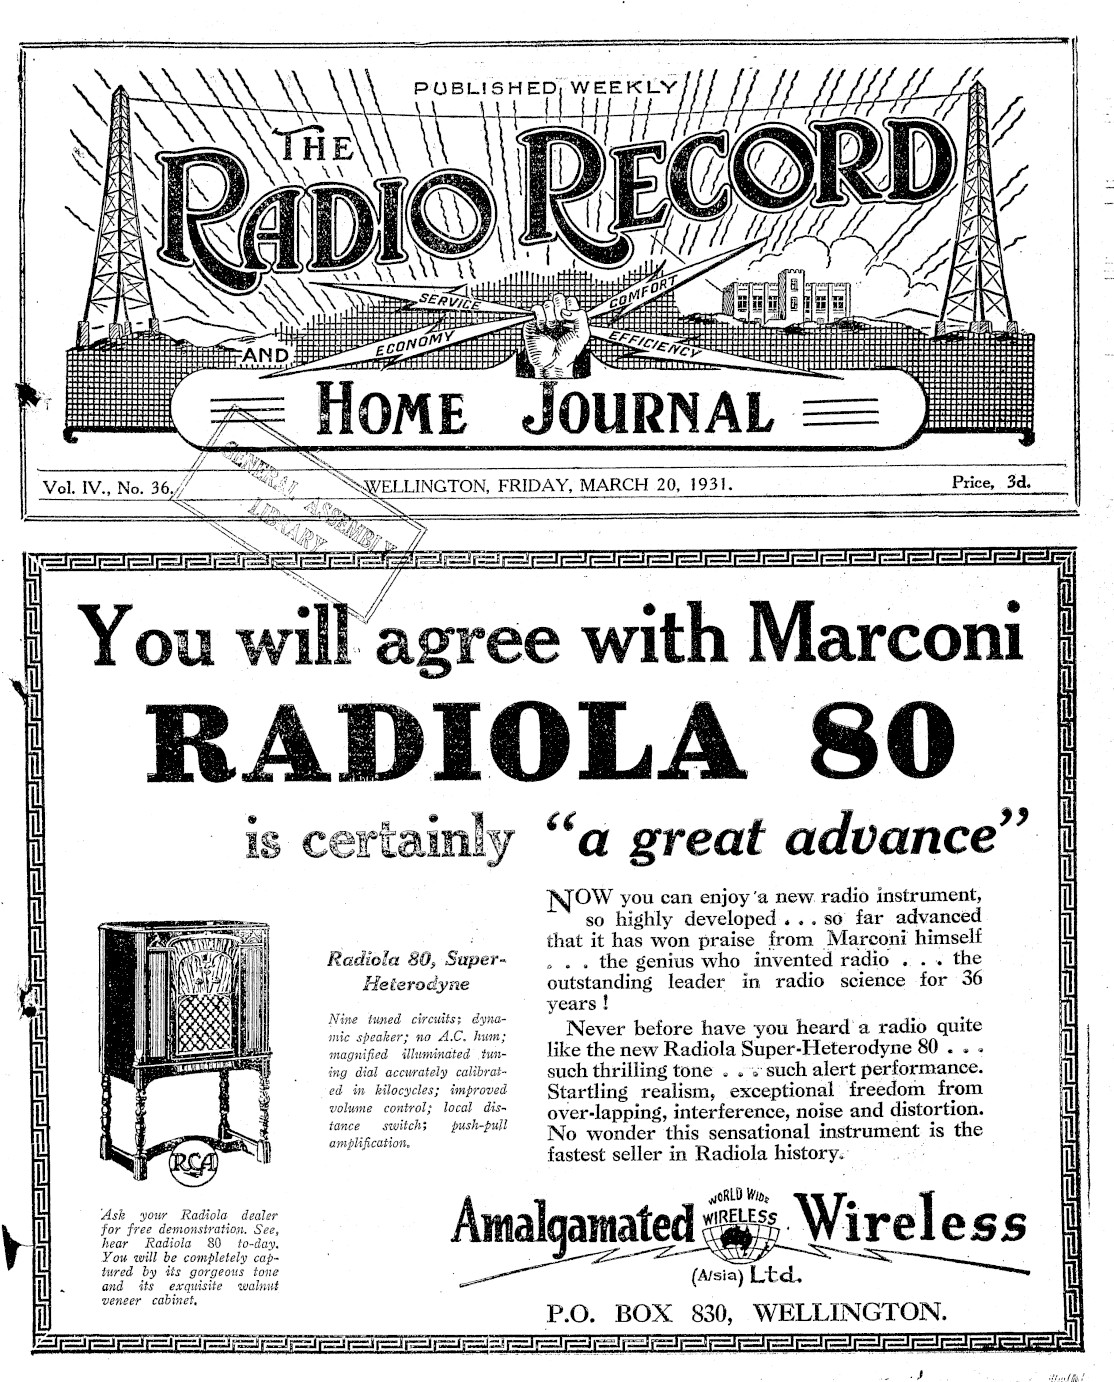 PUBLISHED WEEKLY
THE
RADIO RECORD
SERVICE
COMFORT
ECONOMY
EFFICIENCY
AND
HOME JOURNAL
Vol. IV., No. 36. WELLINGTON, FRIDAY, MARCH 20, 1931. Price, 3d.
GENERAL ASSEMBLY
LIBRARY
You will agree with Marconi
RADIOLA 80
is certainly "a great advance"
Radiola 80, Super-
Heterodyne
Nine tuned circuits; dyna-
mic speaker; no A.C. hum;
magnified illuminated tun-
ing dial accurately calibrat-
ed in kilocycles; improved
volume control; local dis-
tance switch; push-pull
amplification.
RCA
Ask your Radiola dealer
for free demonstration. See,
hear Radiola 80 to-day.
You will be completely cap-
tured by its gorgeous tone
and its exquisite walnut
veneer cabinet.
NOW you can enjoy a new radio instrument,
so highly developed . . . so far advanced
that it has won praise from Marconi himself
. . . the genius who invented radio . . . the
outstanding leader in radio science for 36
years !
Never before have you heard a radio quite
like the new Radiola Super-Heterodyne 80 . . .
such thrilling tone . . . such alert performance.
Startling realism, exceptional freedom from
over-lapping, interference, noise and distortion.
No wonder this sensational instrument is the
fastest seller in Radiola history.
Amalgamated Wireless
WORLD WIDE
WIRELESS
(A/sia) Ltd.
P.O. BOX 830, WELLINGTON.